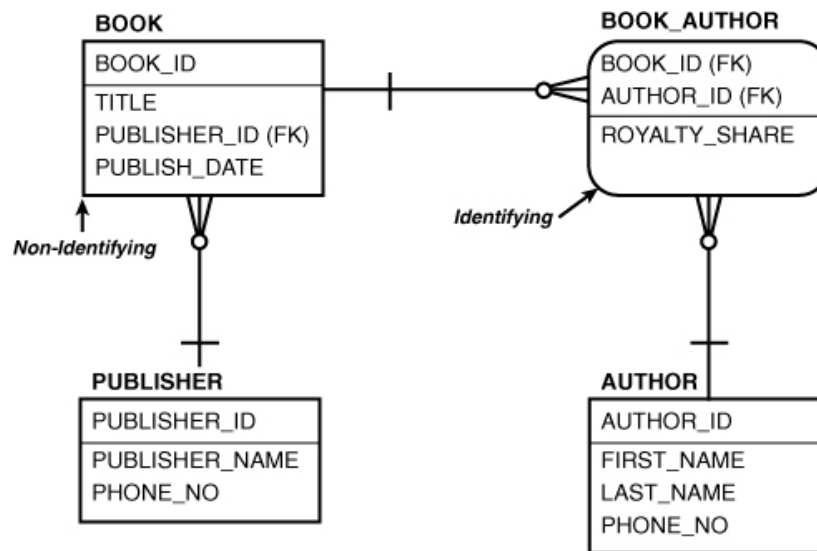 BOOK
BOOK_ID
TITLE
PUBLISHER_ID (FK)
PUBLISH_DATE
Non-Identifying
BOOK_AUTHOR
BOOK_ID (FK)
AUTHOR_ID (FK)
ROYALTY_SHARE
Identifying
PUBLISHER
PUBLISHER_ID
PUBLISHER_NAME
PHONE_NO
AUTHOR
AUTHOR_ID
FIRST_NAME
LAST_NAME
PHONE_NO